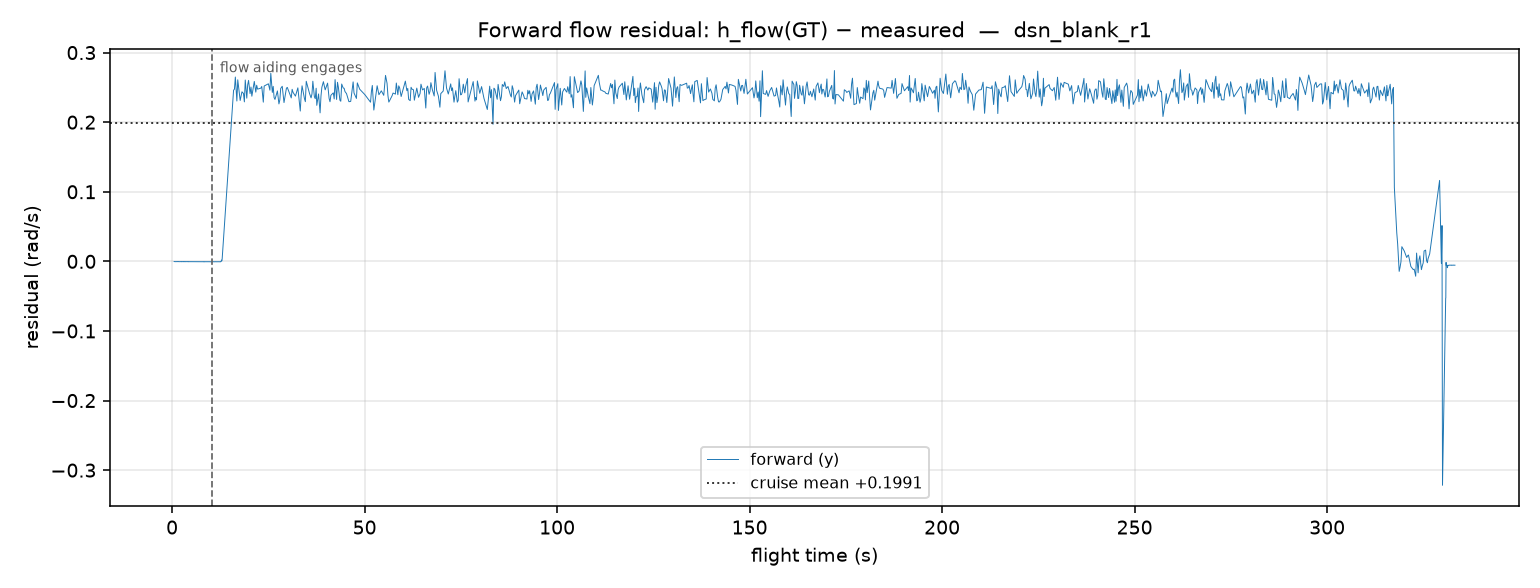 Forward flow residual: h_flow(GT) − measured — dsn_blank_r1
flow aiding engages
0.3
0.2
0.1
0.0
−0.1
−0.2
−0.3
residual (rad/s)
forward (y)
cruise mean +0.1991
0
50
100
150
200
250
300
flight time (s)